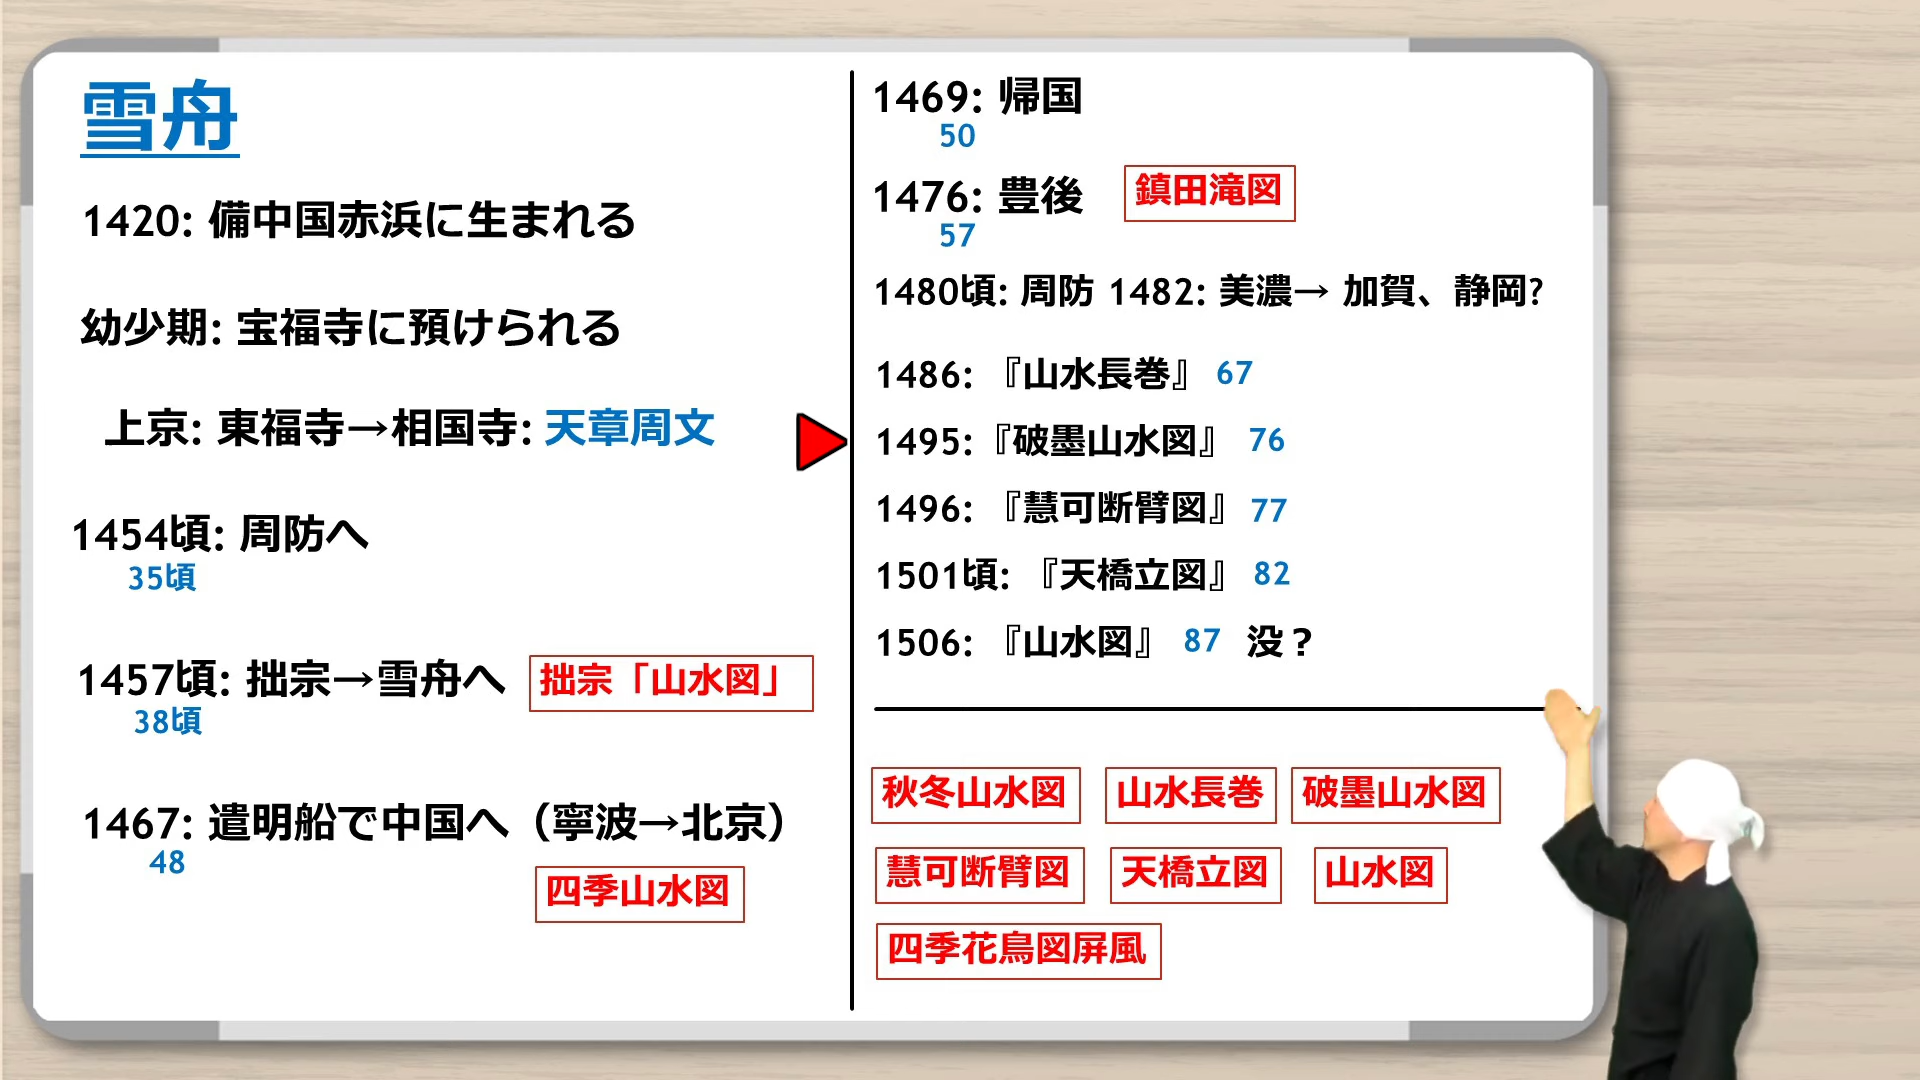 雪舟
1420: 備中国赤浜に生まれる
幼少期: 宝福寺に預けられる
上京: 東福寺→相国寺: 天章周文
1454頃: 周防へ
35頃
1457頃: 拙宗→雪舟へ 拙宗「山水図」
38頃
1467: 遣明船で中国へ（寧波→北京）
48
四季山水図
1469: 帰国
50
1476: 豊後 鎮田滝図
57
1480頃: 周防 1482: 美濃→ 加賀、静岡?
1486: 『山水長巻』 67
1495:『破墨山水図』 76
1496: 『慧可断臂図』 77
1501頃: 『天橋立図』 82
1506: 『山水図』 87 没？
秋冬山水図 山水長巻 破墨山水図
慧可断臂図 天橋立図 山水図
四季花鳥図屏風